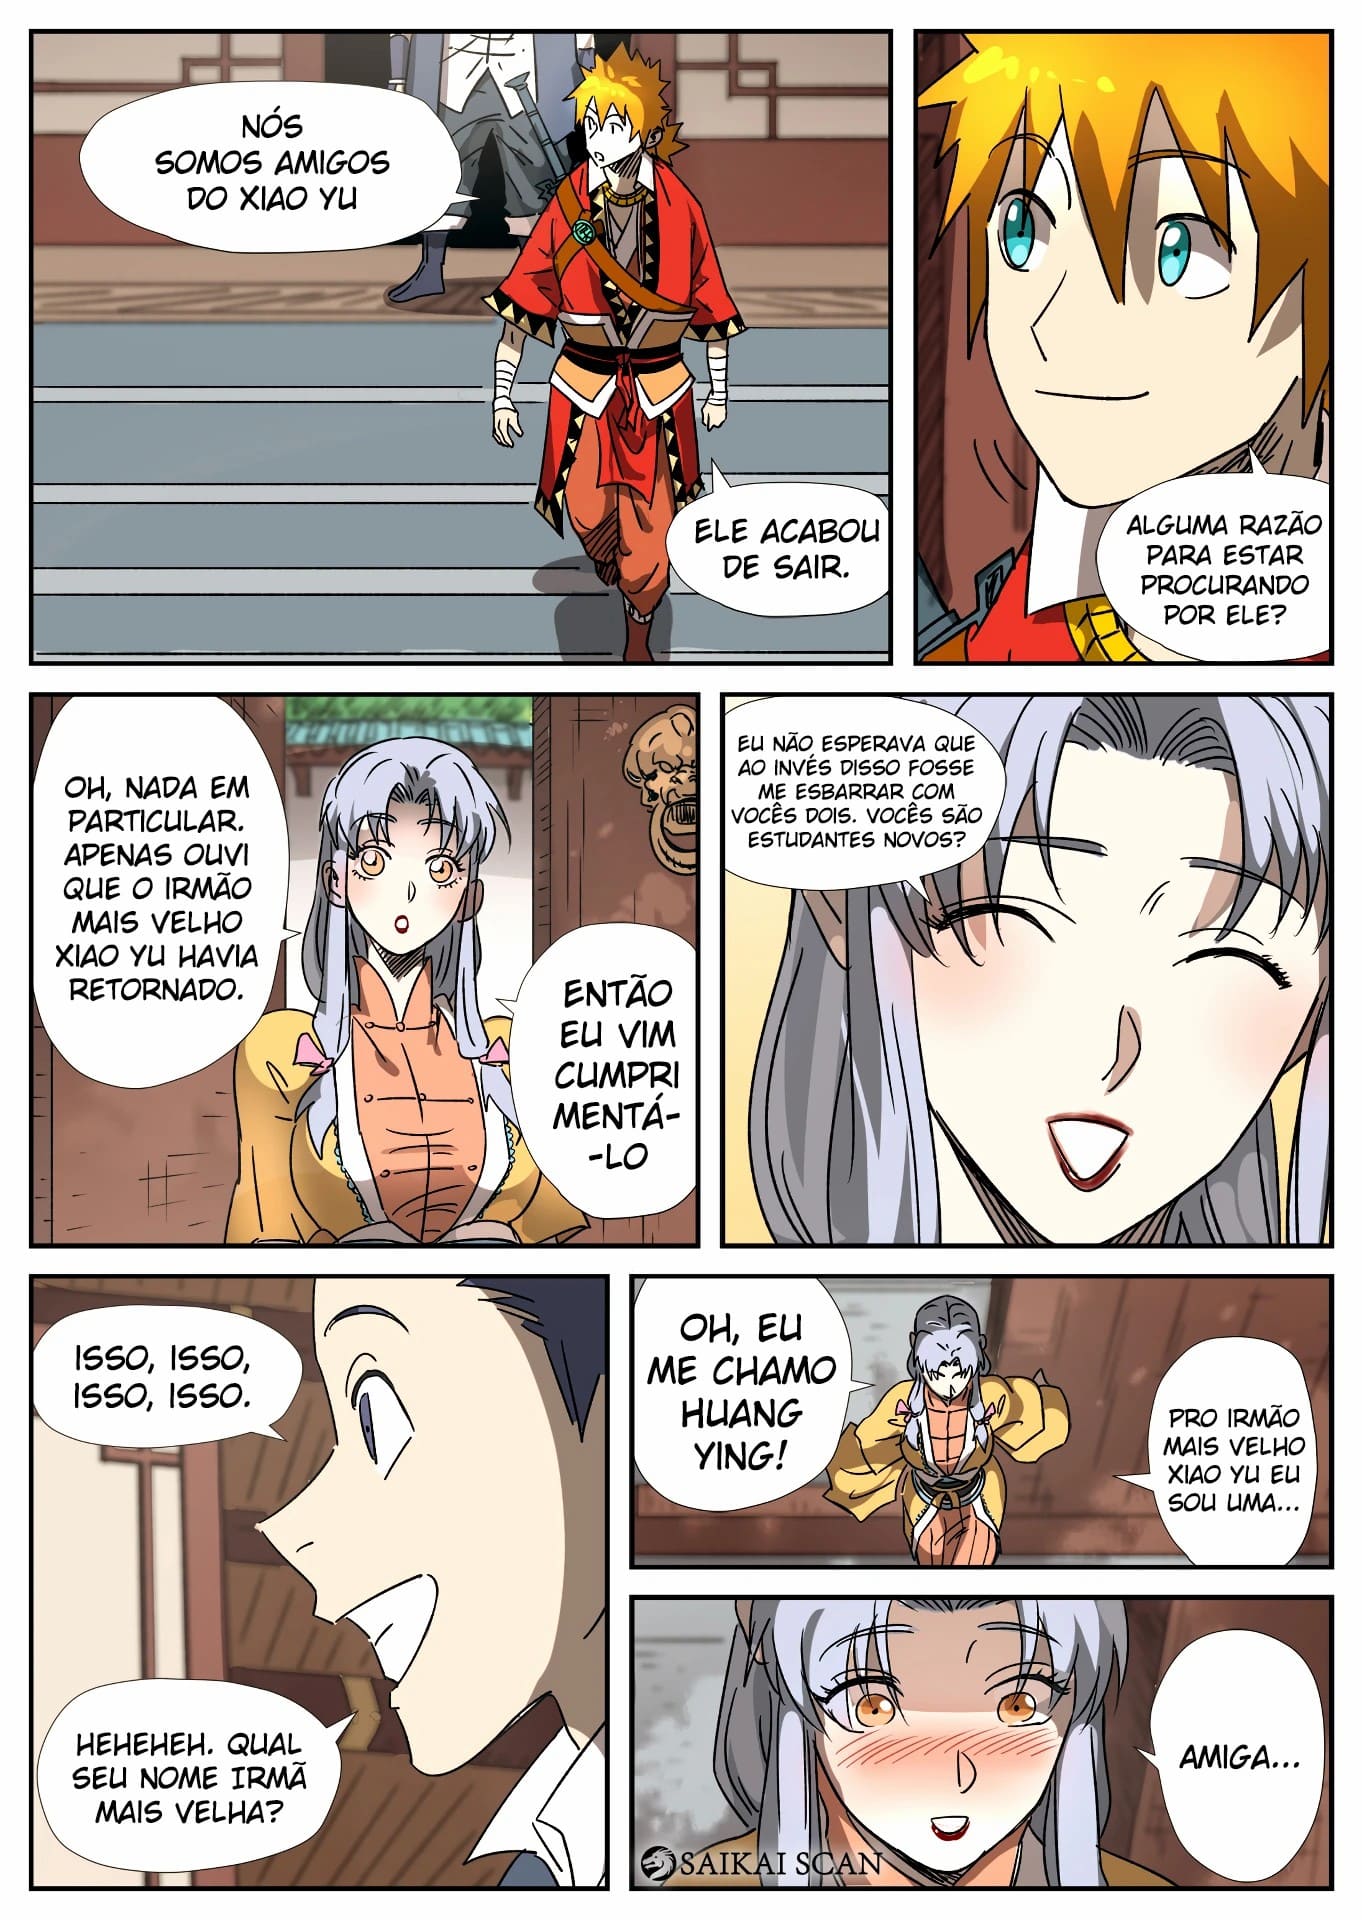 NÓS
SOMOS AMIGOS
DO XIAO YU
ELE ACABOU
DE SAIR.
ALGUMA RAZÃO
PARA ESTAR
PROCURANDO
POR ELE?
OH, NADA EM
PARTICULAR.
APENAS OUVI
QUE O IRMÃO
MAIS VELHO
XIAO YU HAVIA
RETORNADO.
ENTÃO
EU VIM
CUMPRI
MENTÁ-
-LO
EU NÃO ESPERAVA QUE
AO INVÉS DISSO FOSSE
ME ESBARRAR COM
VOCÊS DOIS. VOCÊS SÃO
ESTUDANTES NOVOS?
ISSO, ISSO,
ISSO, ISSO.
HEHEHEH. QUAL
SEU NOME IRMÃ
MAIS VELHA?
OH, EU
ME CHAMO
HUANG
YING!
PRO IRMÃO
MAIS VELHO
XIAO YU EU
SOU UMA...
AMIGA...
SAIKAI SCAN